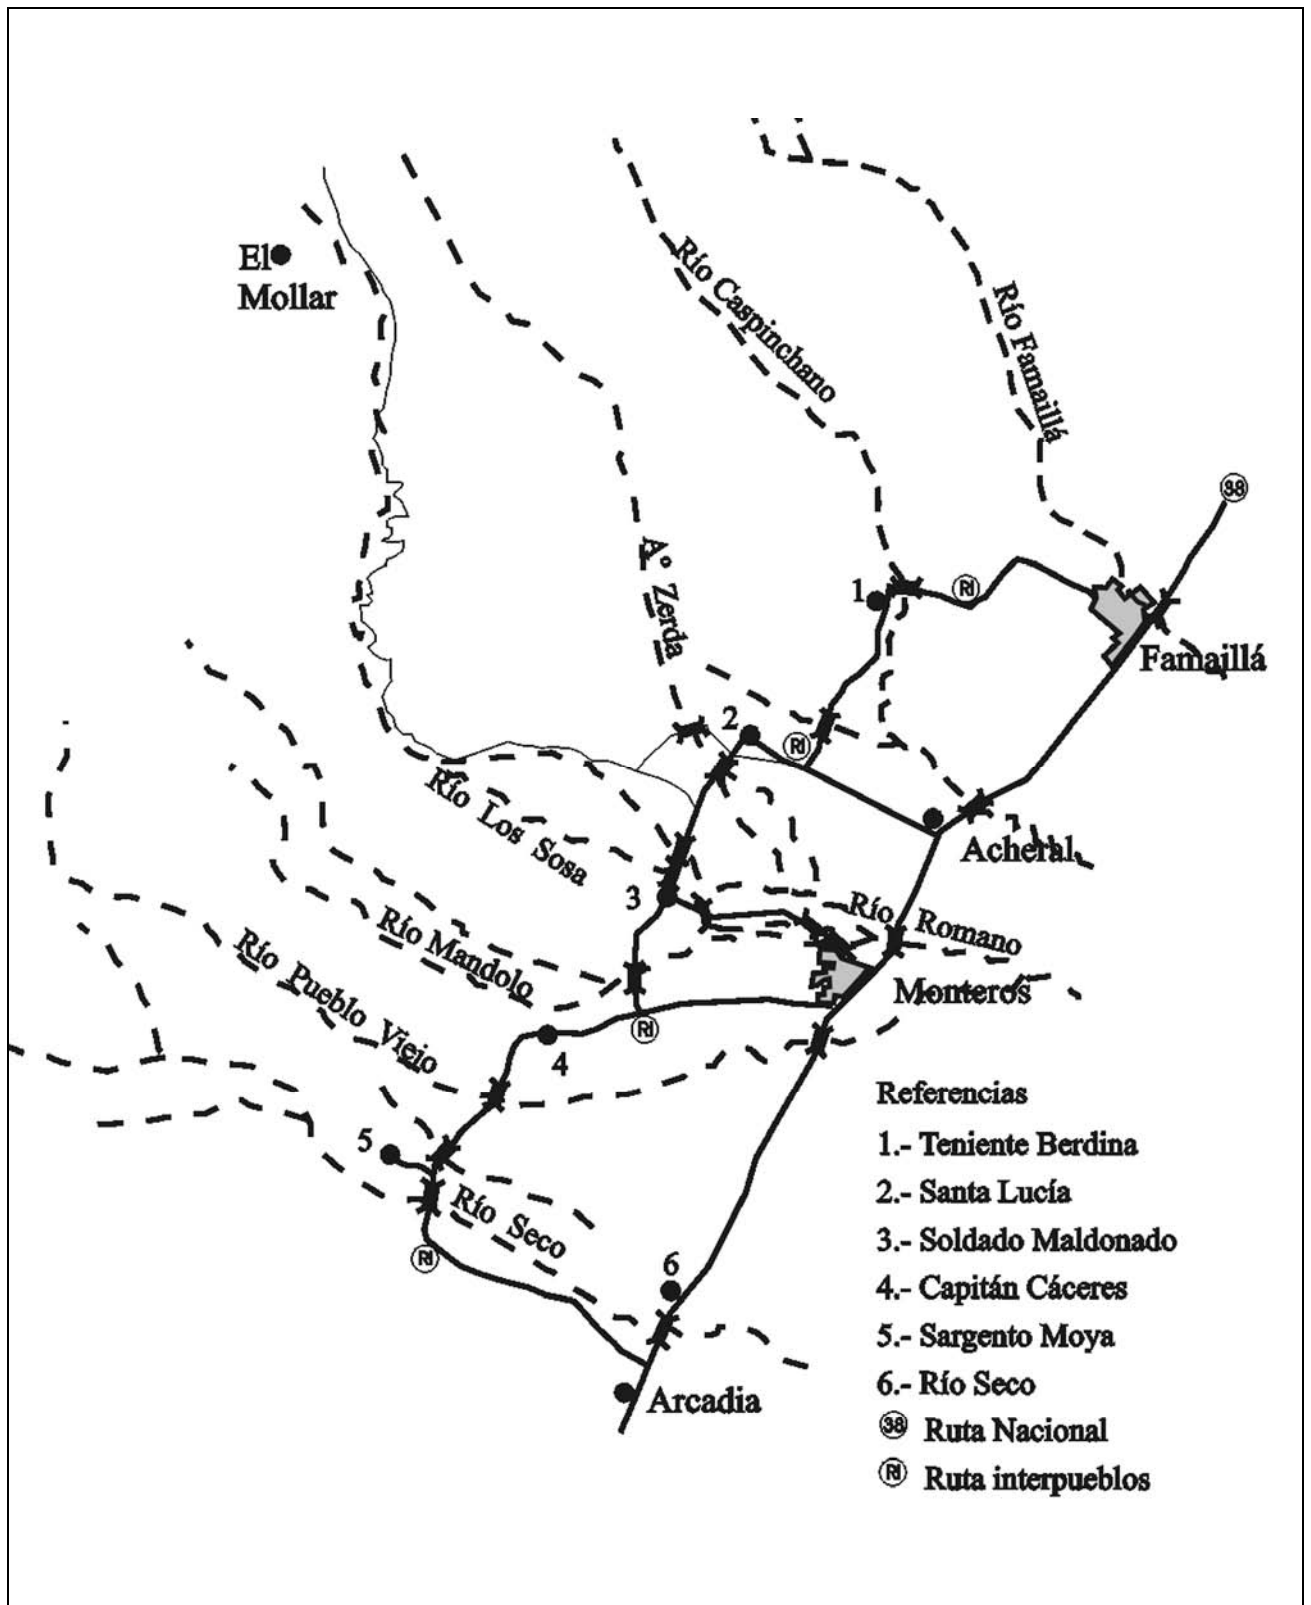 El
Mollar
Río Caspinchano
Río Famaillá
38
Aº Zerda
1
RI
Famaillá
2
RI
Río Los Sosa
Acheral
3
Río Romano
Río Mandolo
Río Pueblo Viejo
Monteros
RI
4
5
Río Seco
RI
6
Arcadia
Referencias
1.- Teniente Berdina
2.- Santa Lucía
3.- Soldado Maldonado
4.- Capitán Cáceres
5.- Sargento Moya
6.- Río Seco
38 Ruta Nacional
RI Ruta interpueblos